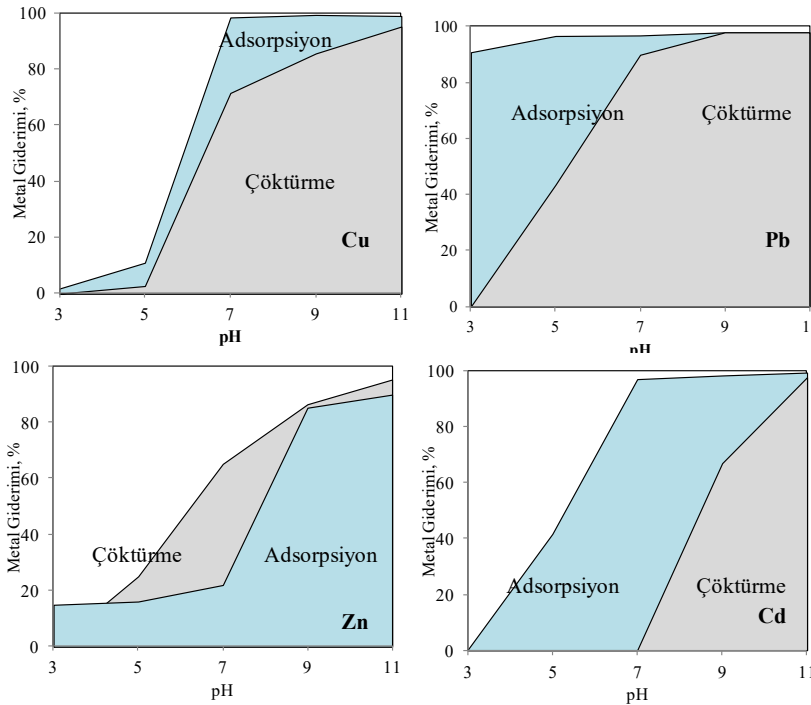 100
80
60
40
20
0
Metal Giderimi, %
Adsorpsiyon
Çöktürme
Cu
3 5 7 9 11
pH
100
80
60
40
20
0
Metal Giderimi, %
Adsorpsiyon Çöktürme
Pb
3 5 7 9 1
pH
100
80
60
40
20
0
Metal Giderimi, %
Çöktürme Adsorpsiyon
Zn
3 5 7 9 11
pH
100
80
60
40
20
0
Metal Giderimi, %
Adsorpsiyon Çöktürme
Cd
3 5 7 9 11
pH